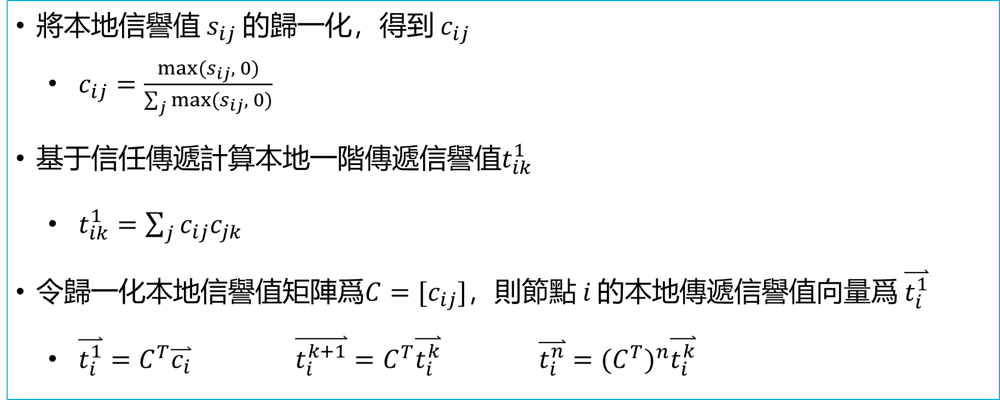 • 將本地信譽值 $s_{ij}$ 的歸一化，得到 $c_{ij}$
• $c_{ij} = \frac{\max(s_{ij}, 0)}{\sum_j \max(s_{ij}, 0)}$
• 基于信任傳遞計算本地一階傳遞信譽值$t_{ik}^1$
• $t_{ik}^1 = \sum_j c_{ij} c_{jk}$
• 令歸一化本地信譽值矩陣爲$C = [c_{ij}]$，則節點 $i$ 的本地傳遞信譽值向量爲 $\overrightarrow{t_i^1}$
• $\overrightarrow{t_i^1} = C^T \overrightarrow{c_i}$ $\overrightarrow{t_i^{k+1}} = C^T \overrightarrow{t_i^k}$ $\overrightarrow{t_i^n} = (C^T)^n \overrightarrow{t_i^k}$